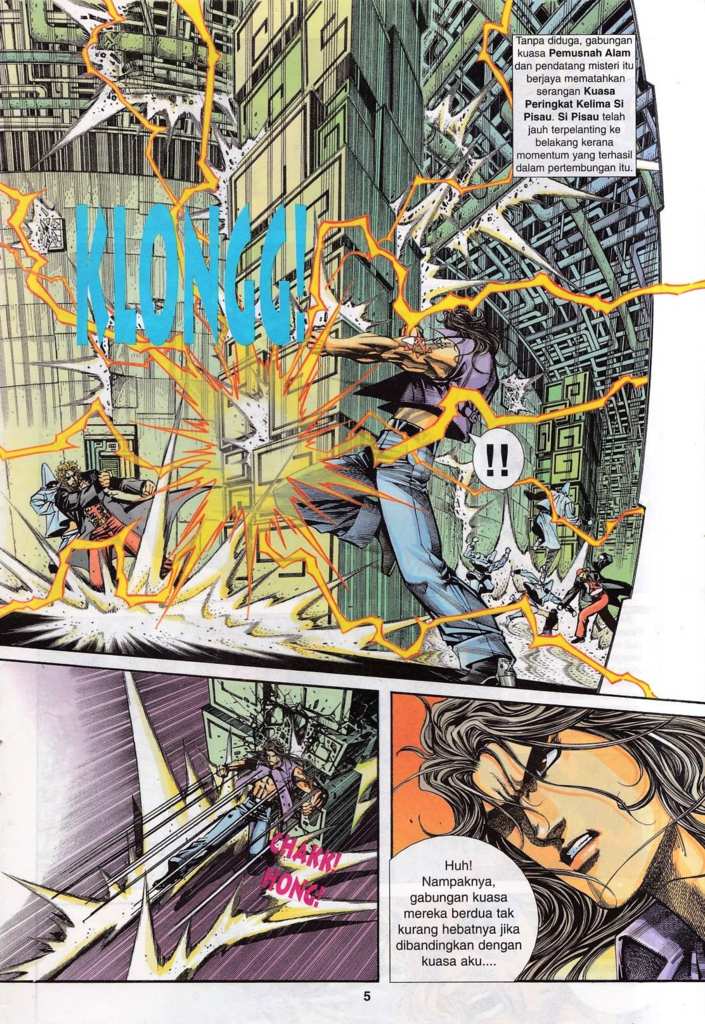 Tanpa diduga, gabungan
kuasa Pemusnah Alam
dan pendatang misteri itu
berjaya mematahkan
serangan Kuasa
Peringkat Kelima Si
Pisau. Si Pisau telah
jauh terpelanting ke
belakang kerana
momentum yang terhasil
dalam pertembungan itu.
KLONGG!
!!
CHAKK!
HONG!
Huh!
Nampaknya,
gabungan kuasa
mereka berdua tak
kurang hebatnya jika
dibandingkan dengan
kuasa aku....
5